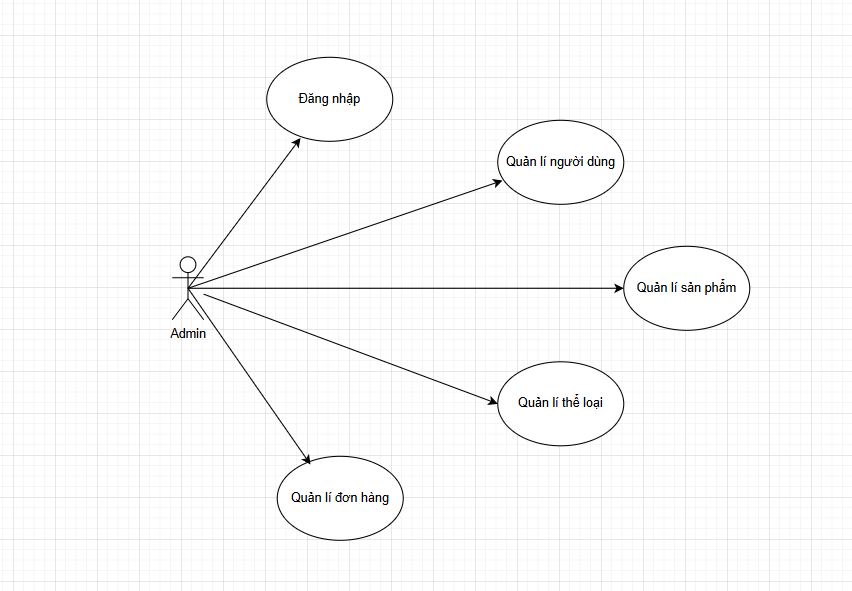 Đăng nhập
Quản lí người dùng
Quản lí sản phẩm
Admin
Quản lí thể loại
Quản lí đơn hàng